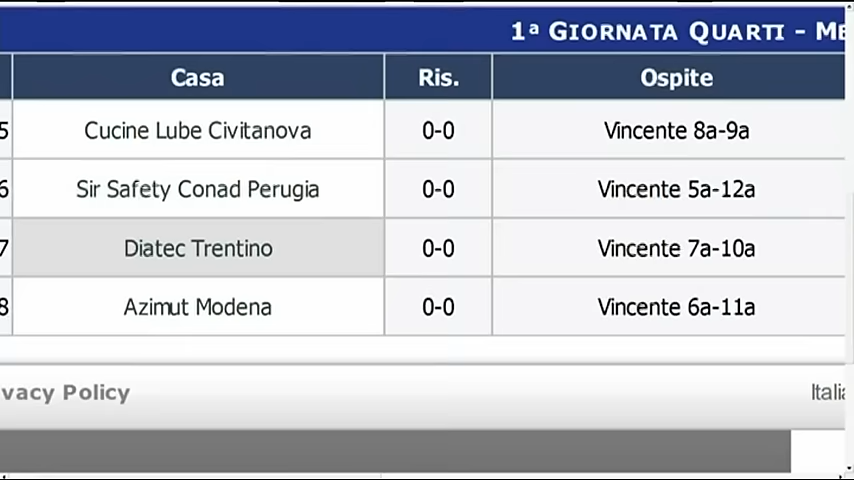 1ª GIORNATA QUARTI - ME
Casa Ris. Ospite
5 Cucine Lube Civitanova 0-0 Vincente 8a-9a
6 Sir Safety Conad Perugia 0-0 Vincente 5a-12a
7 Diatec Trentino 0-0 Vincente 7a-10a
8 Azimut Modena 0-0 Vincente 6a-11a
vacy Policy Italia